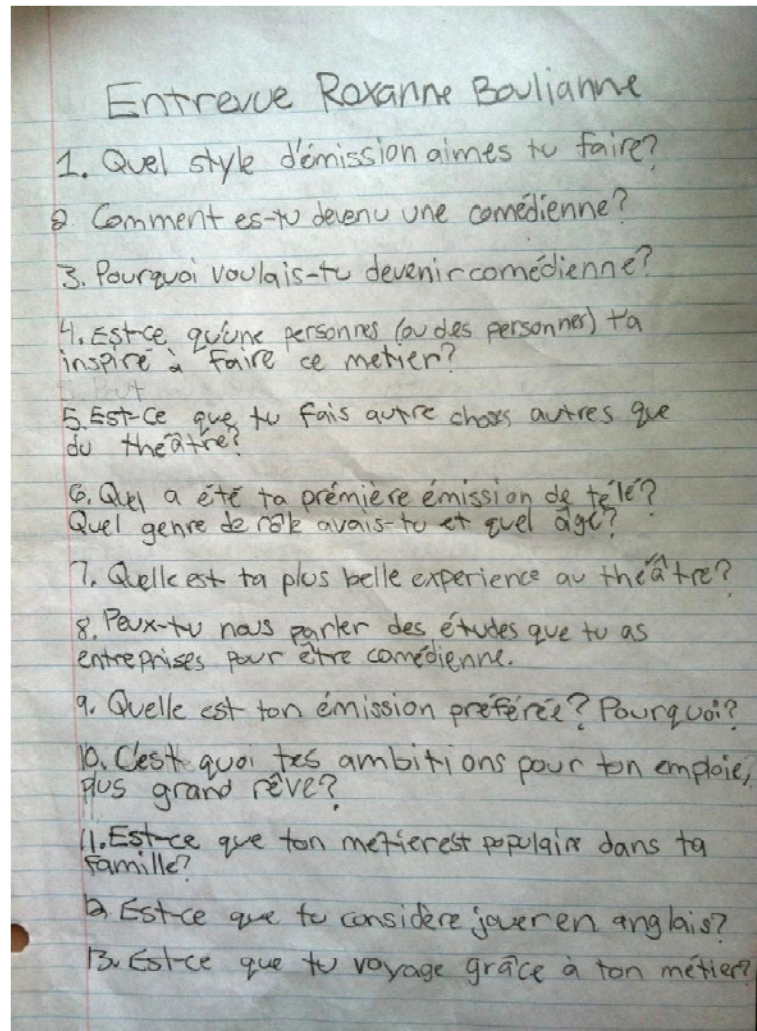 Entrevue Roxanne Boulianne
1. Quel style d'émission aimes tu faire?
2. Comment es-tu devenu une comédienne?
3. Pourquoi voulais-tu devenir comédienne?
4. Est-ce qu'une personnes (ou des personnes) t'a
inspiré à faire ce metier?
5. Est-ce que tu fais autre choses autres que
du théâtre?
6. Quel a été ta prémière émission de télé?
Quel genre de rôle avais-tu et quel âge?
7. Quelle est ta plus belle experience au théâtre?
8. Peux-tu nous parler des études que tu as
entreprises pour être comédienne.
9. Quelle est ton émission préférée? Pourquoi?
10. C'est quoi tes ambitions pour ton emploie,
plus grand rêve?
11. Est-ce que ton metier est populaire dans ta
famille?
12. Est-ce que tu considère jouer en anglais?
13. Est-ce que tu voyage grâce à ton métier?